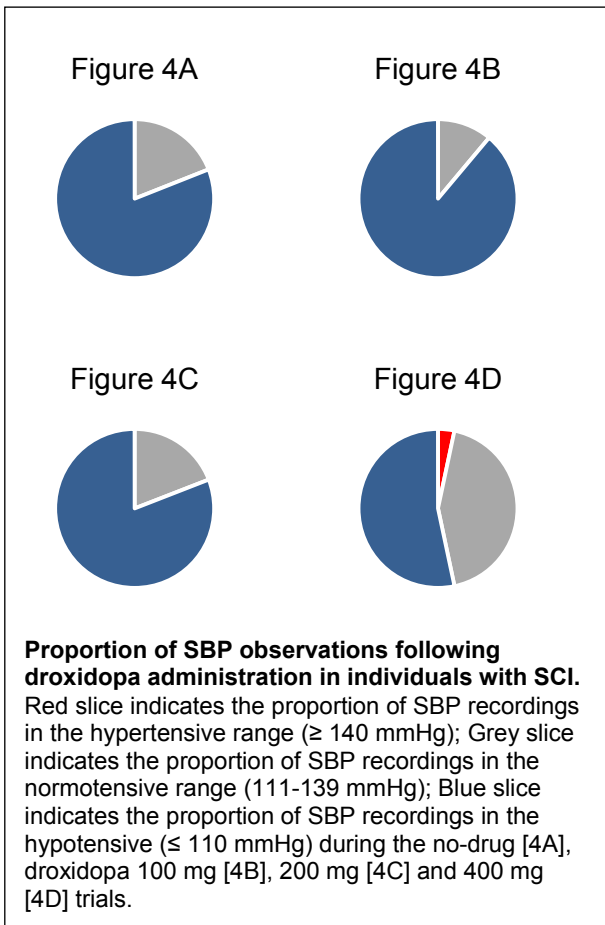 Figure 4A
Figure 4B
Figure 4C
Figure 4D
Proportion of SBP observations following
droxidopa administration in individuals with SCI.
Red slice indicates the proportion of SBP recordings
in the hypertensive range (≥ 140 mmHg); Grey slice
indicates the proportion of SBP recordings in the
normotensive range (111-139 mmHg); Blue slice
indicates the proportion of SBP recordings in the
hypotensive (≤ 110 mmHg) during the no-drug [4A],
droxidopa 100 mg [4B], 200 mg [4C] and 400 mg
[4D] trials.